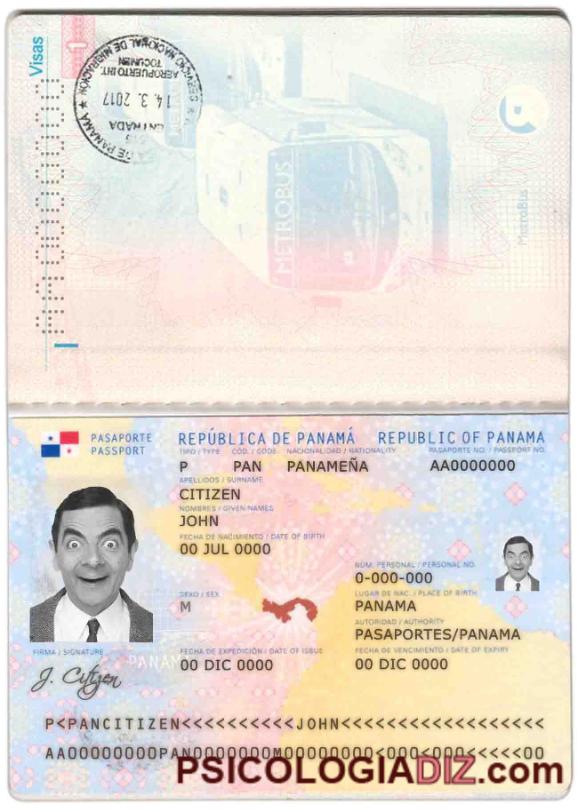 Visas
1
NACIONAL DE MIGRACIÓN
AEROPUERTO INT.
TOCUMEN
14. 3. 2017
ENTRADA
DE PANAMÁ
METROBUS
MetroBus
PASAPORTE
PASSPORT
REPÚBLICA DE PANAMÁ REPUBLIC OF PANAMA
TIPO / TYPE CÓD. / CODE NACIONALIDAD / NATIONALITY PASAPORTE NO. / PASSPORT NO.
P PAN PANAMEÑA AA0000000
APELLIDOS / SURNAME
CITIZEN
NOMBRES / GIVEN NAMES
JOHN
FECHA DE NACIMIENTO / DATE OF BIRTH
00 JUL 0000
NÚM. PERSONAL / PERSONAL NO.
0-000-000
SEXO / SEX LUGAR DE NAC. / PLACE OF BIRTH
M PANAMA
AUTORIDAD / AUTHORITY
PASAPORTES/PANAMA
FIRMA / SIGNATURE FECHA DE EXPEDICIÓN / DATE OF ISSUE FECHA DE VENCIMIENTO / DATE OF EXPIRY
PANAMÁ 00 DIC 0000 00 DIC 0000
J. Citizen
P<PANCITIZEN<<<<<<<<<<JOHN<<<<<<<<<<<<<<<<<<
AA00000000PAN0000000M00000000<000<000<<<<<00
PSICOLOGIADIZ.com